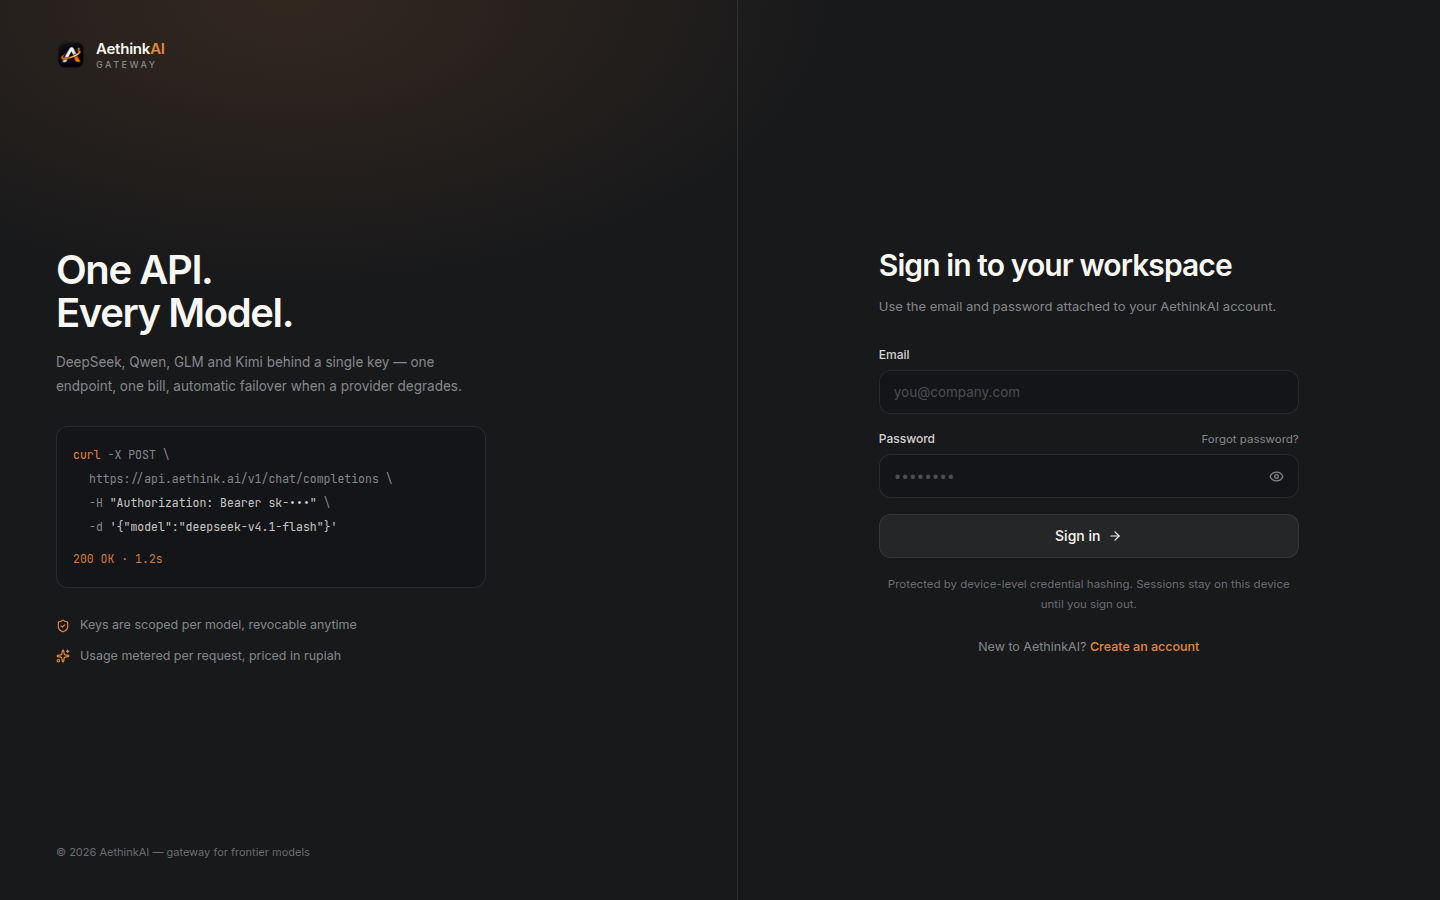 AethinkAI
GATEWAY
One API.
Every Model.
DeepSeek, Qwen, GLM and Kimi behind a single key — one
endpoint, one bill, automatic failover when a provider degrades.
curl -X POST \
https://api.aethink.ai/v1/chat/completions \
-H "Authorization: Bearer sk-•••" \
-d '{"model":"deepseek-v4.1-flash"}'
200 OK · 1.2s
Keys are scoped per model, revocable anytime
Usage metered per request, priced in rupiah
© 2026 AethinkAI — gateway for frontier models
Sign in to your workspace
Use the email and password attached to your AethinkAI account.
Email
you@company.com
Password Forgot password?
••••••••
Sign in →
Protected by device-level credential hashing. Sessions stay on this device
until you sign out.
New to AethinkAI? Create an account